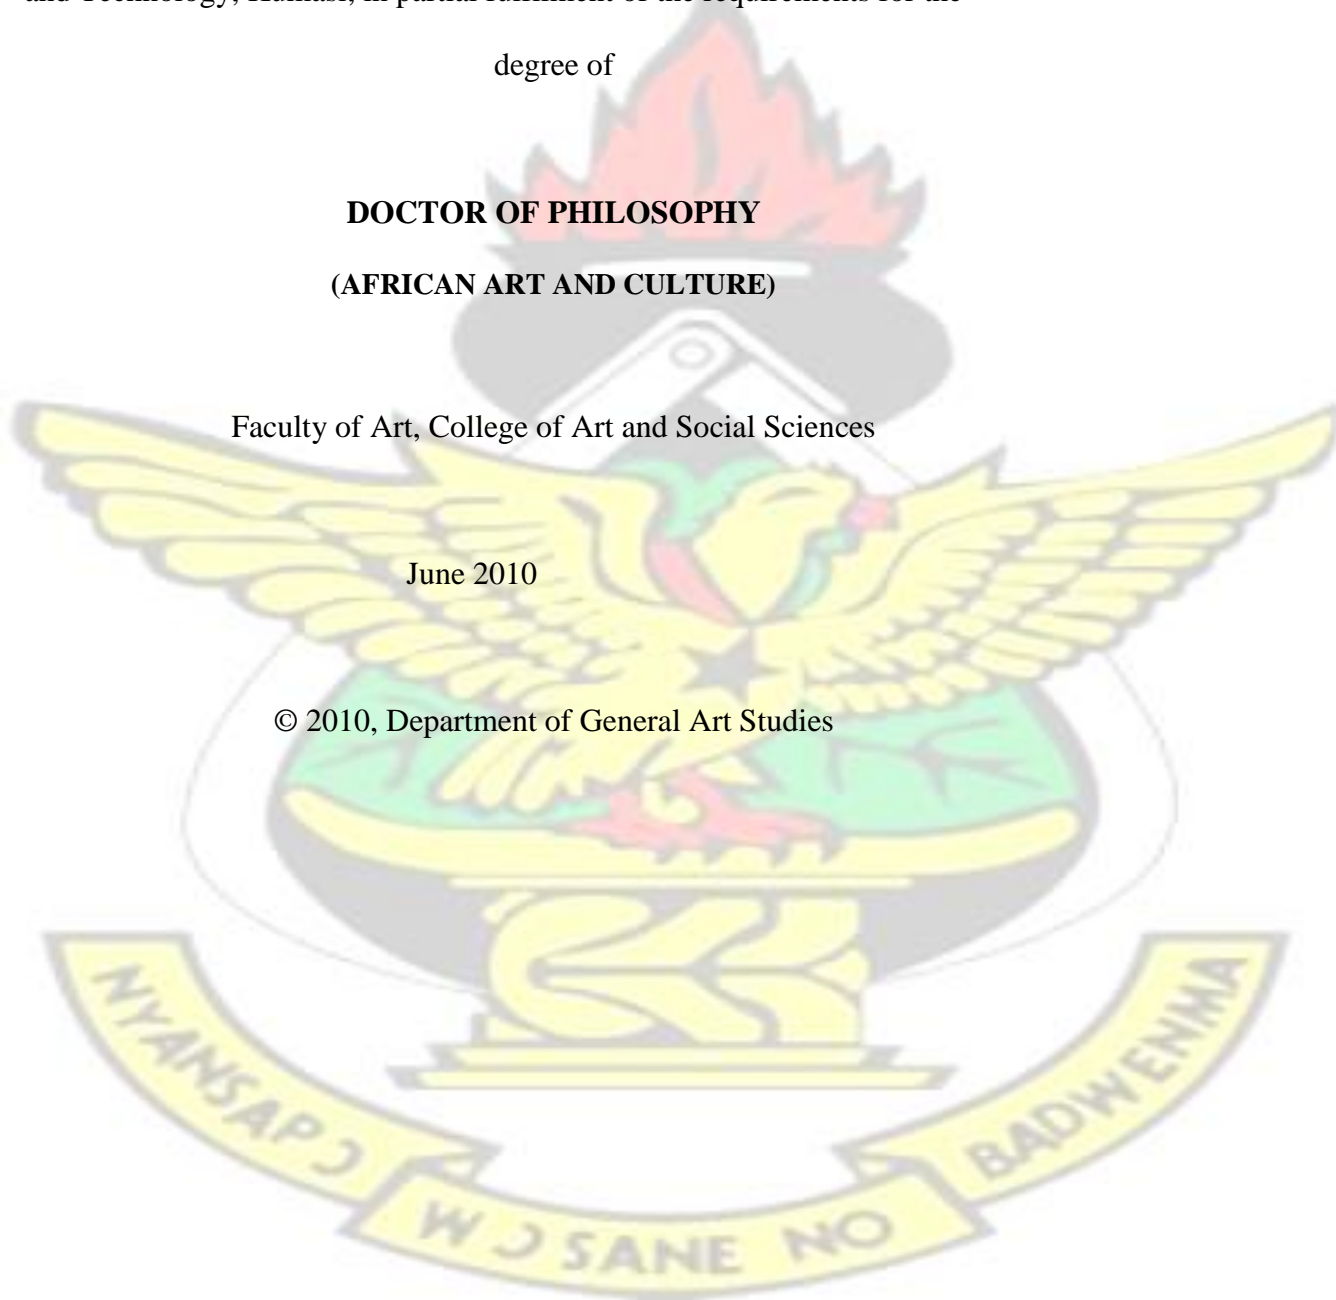 and Technology, Kumasi, in partial fulfillment of the requirements for the
degree of
DOCTOR OF PHILOSOPHY
(AFRICAN ART AND CULTURE)
Faculty of Art, College of Art and Social Sciences
June 2010
© 2010, Department of General Art Studies
NYANSAPƆ
WƆSANE NO
BADWENMA